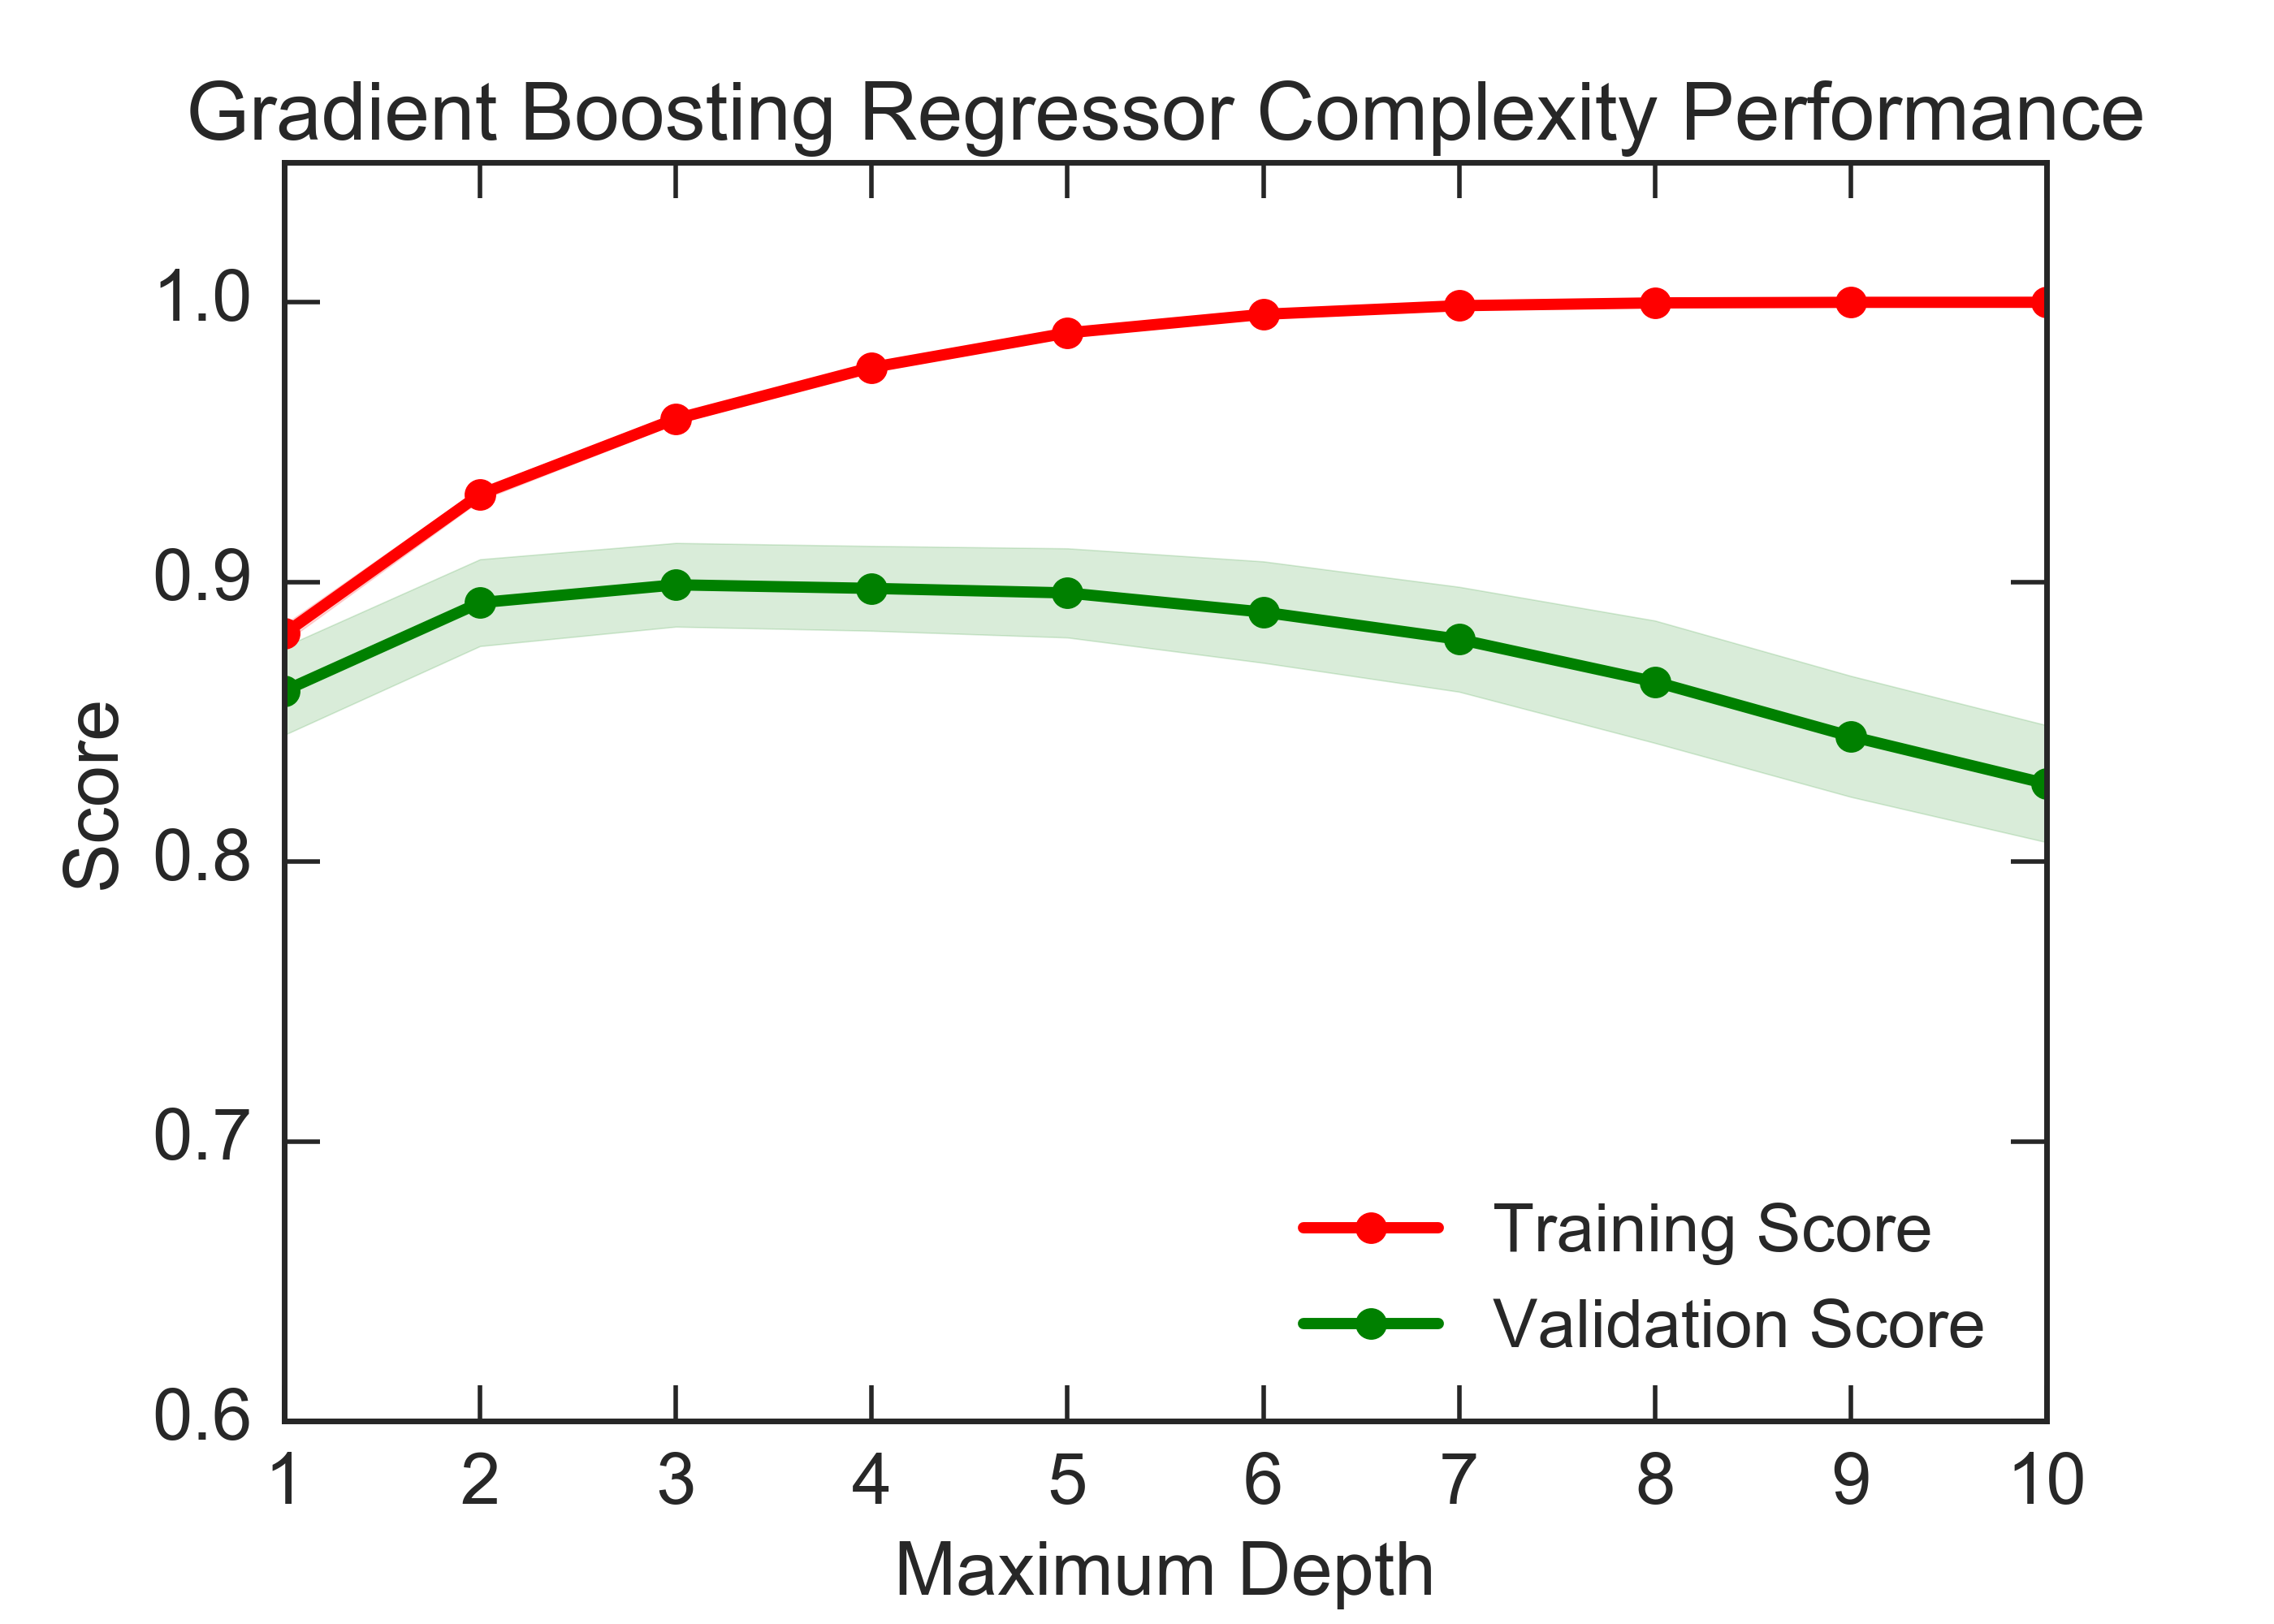 Gradient Boosting Regressor Complexity Performance
1.0
0.9
0.8
0.7
0.6
Score
Training Score
Validation Score
1 2 3 4 5 6 7 8 9 10
Maximum Depth